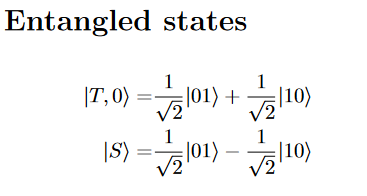 Entangled states
|T, 0⟩ = 1/√2 |01⟩ + 1/√2 |10⟩
|S⟩ = 1/√2 |01⟩ − 1/√2 |10⟩